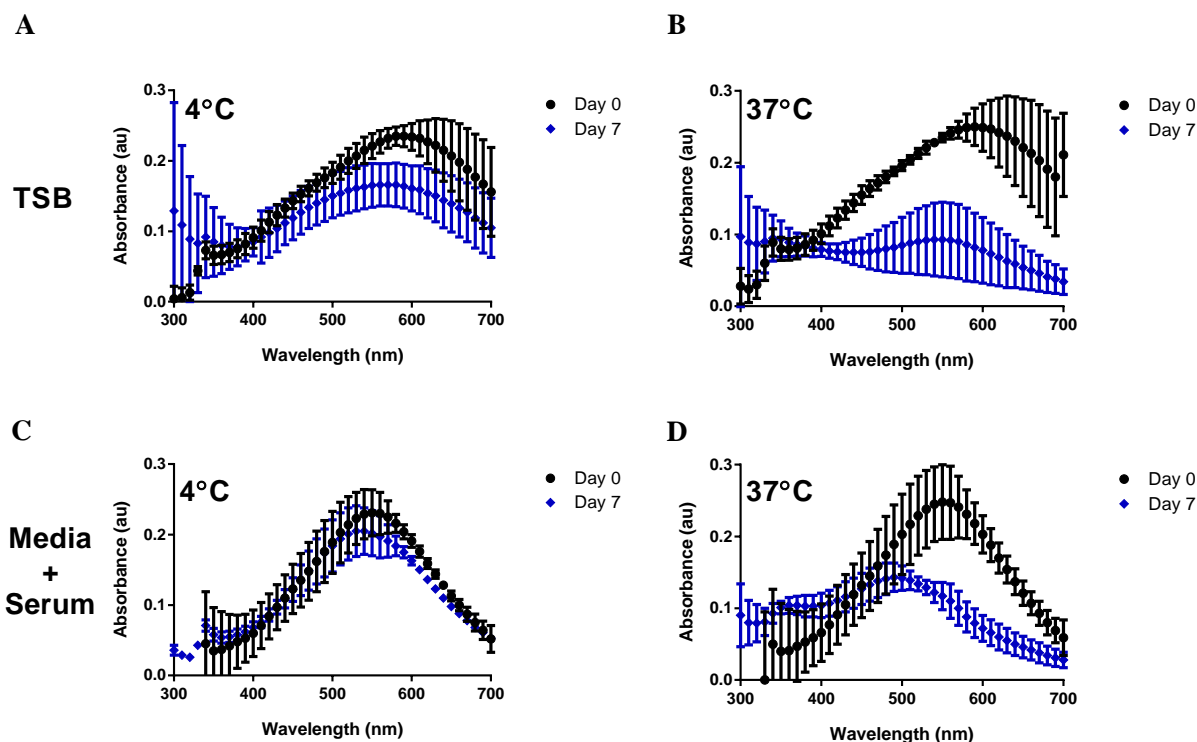 A
4°C
TSB
Absorbance (au)
0.3
0.2
0.1
0.0
300
400
500
600
700
Wavelength (nm)
Day 0
Day 7
B
37°C
Absorbance (au)
0.3
0.2
0.1
0.0
300
400
500
600
700
Wavelength (nm)
Day 0
Day 7
C
4°C
Media
+
Serum
Absorbance (au)
0.3
0.2
0.1
0.0
300
400
500
600
700
Wavelength (nm)
Day 0
Day 7
D
37°C
Absorbance (au)
0.3
0.2
0.1
0.0
300
400
500
600
700
Wavelength (nm)
Day 0
Day 7